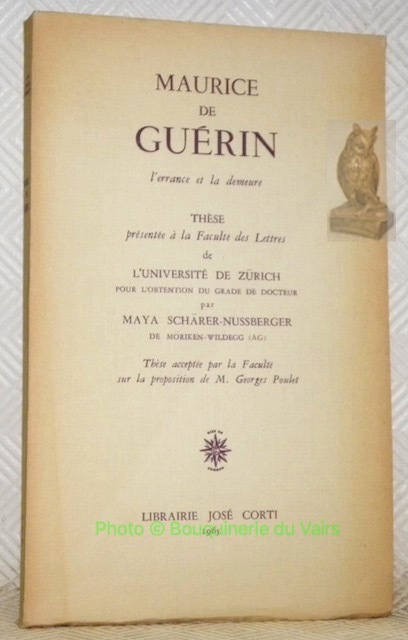 MAURICE
DE
GUÉRIN
l'errance et la demeure
THÈSE
présentée à la Faculté des Lettres
de
L'UNIVERSITÉ DE ZÜRICH
POUR L'OBTENTION DU GRADE DE DOCTEUR
par
MAYA SCHÄRER-NUSSBERGER
DE MORIKEN-WILDEGG (AG)
Thèse acceptée par la Faculté
sur la proposition de M. Georges Poulet
LIBRAIRIE JOSÉ CORTI
Photo © Bouquinerie du Vairs
1965